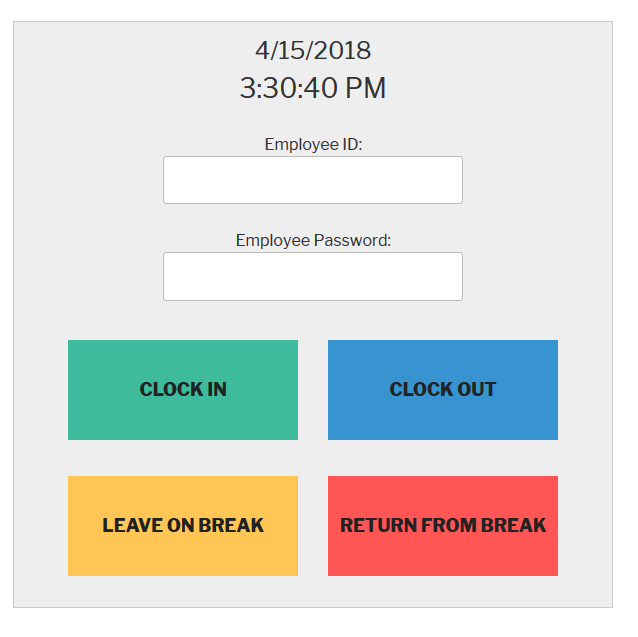 4/15/2018
3:30:40 PM
Employee ID:
Employee Password:
CLOCK IN
CLOCK OUT
LEAVE ON BREAK
RETURN FROM BREAK